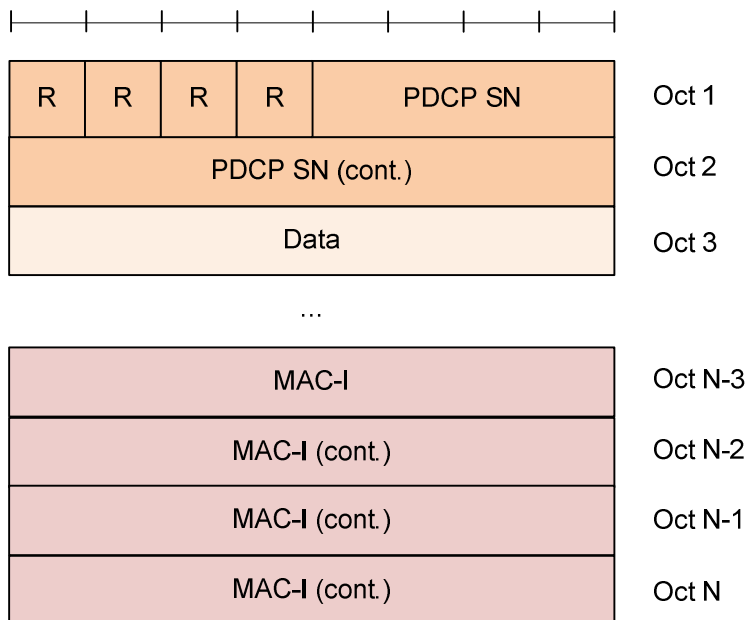 R R R R PDCP SN Oct 1
PDCP SN (cont.) Oct 2
Data Oct 3
...
MAC-I Oct N-3
MAC-I (cont.) Oct N-2
MAC-I (cont.) Oct N-1
MAC-I (cont.) Oct N